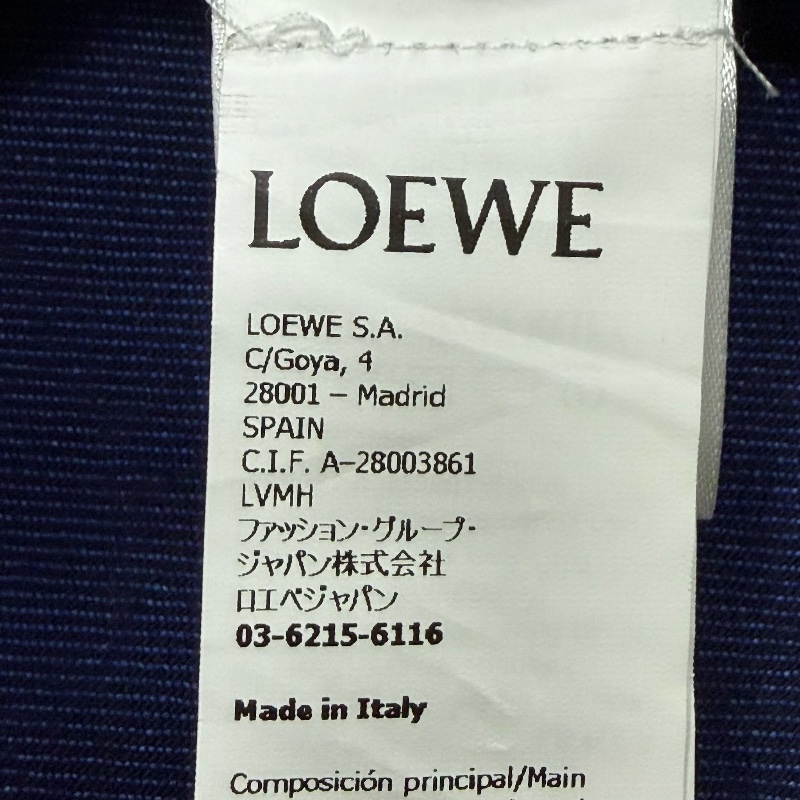 LOEWE
LOEWE S.A.
C/Goya, 4
28001 – Madrid
SPAIN
C.I.F. A–28003861
LVMH
ファッション・グループ・
ジャパン株式会社
ロエベジャパン
03-6215-6116
Made in Italy
Composición principal/Main